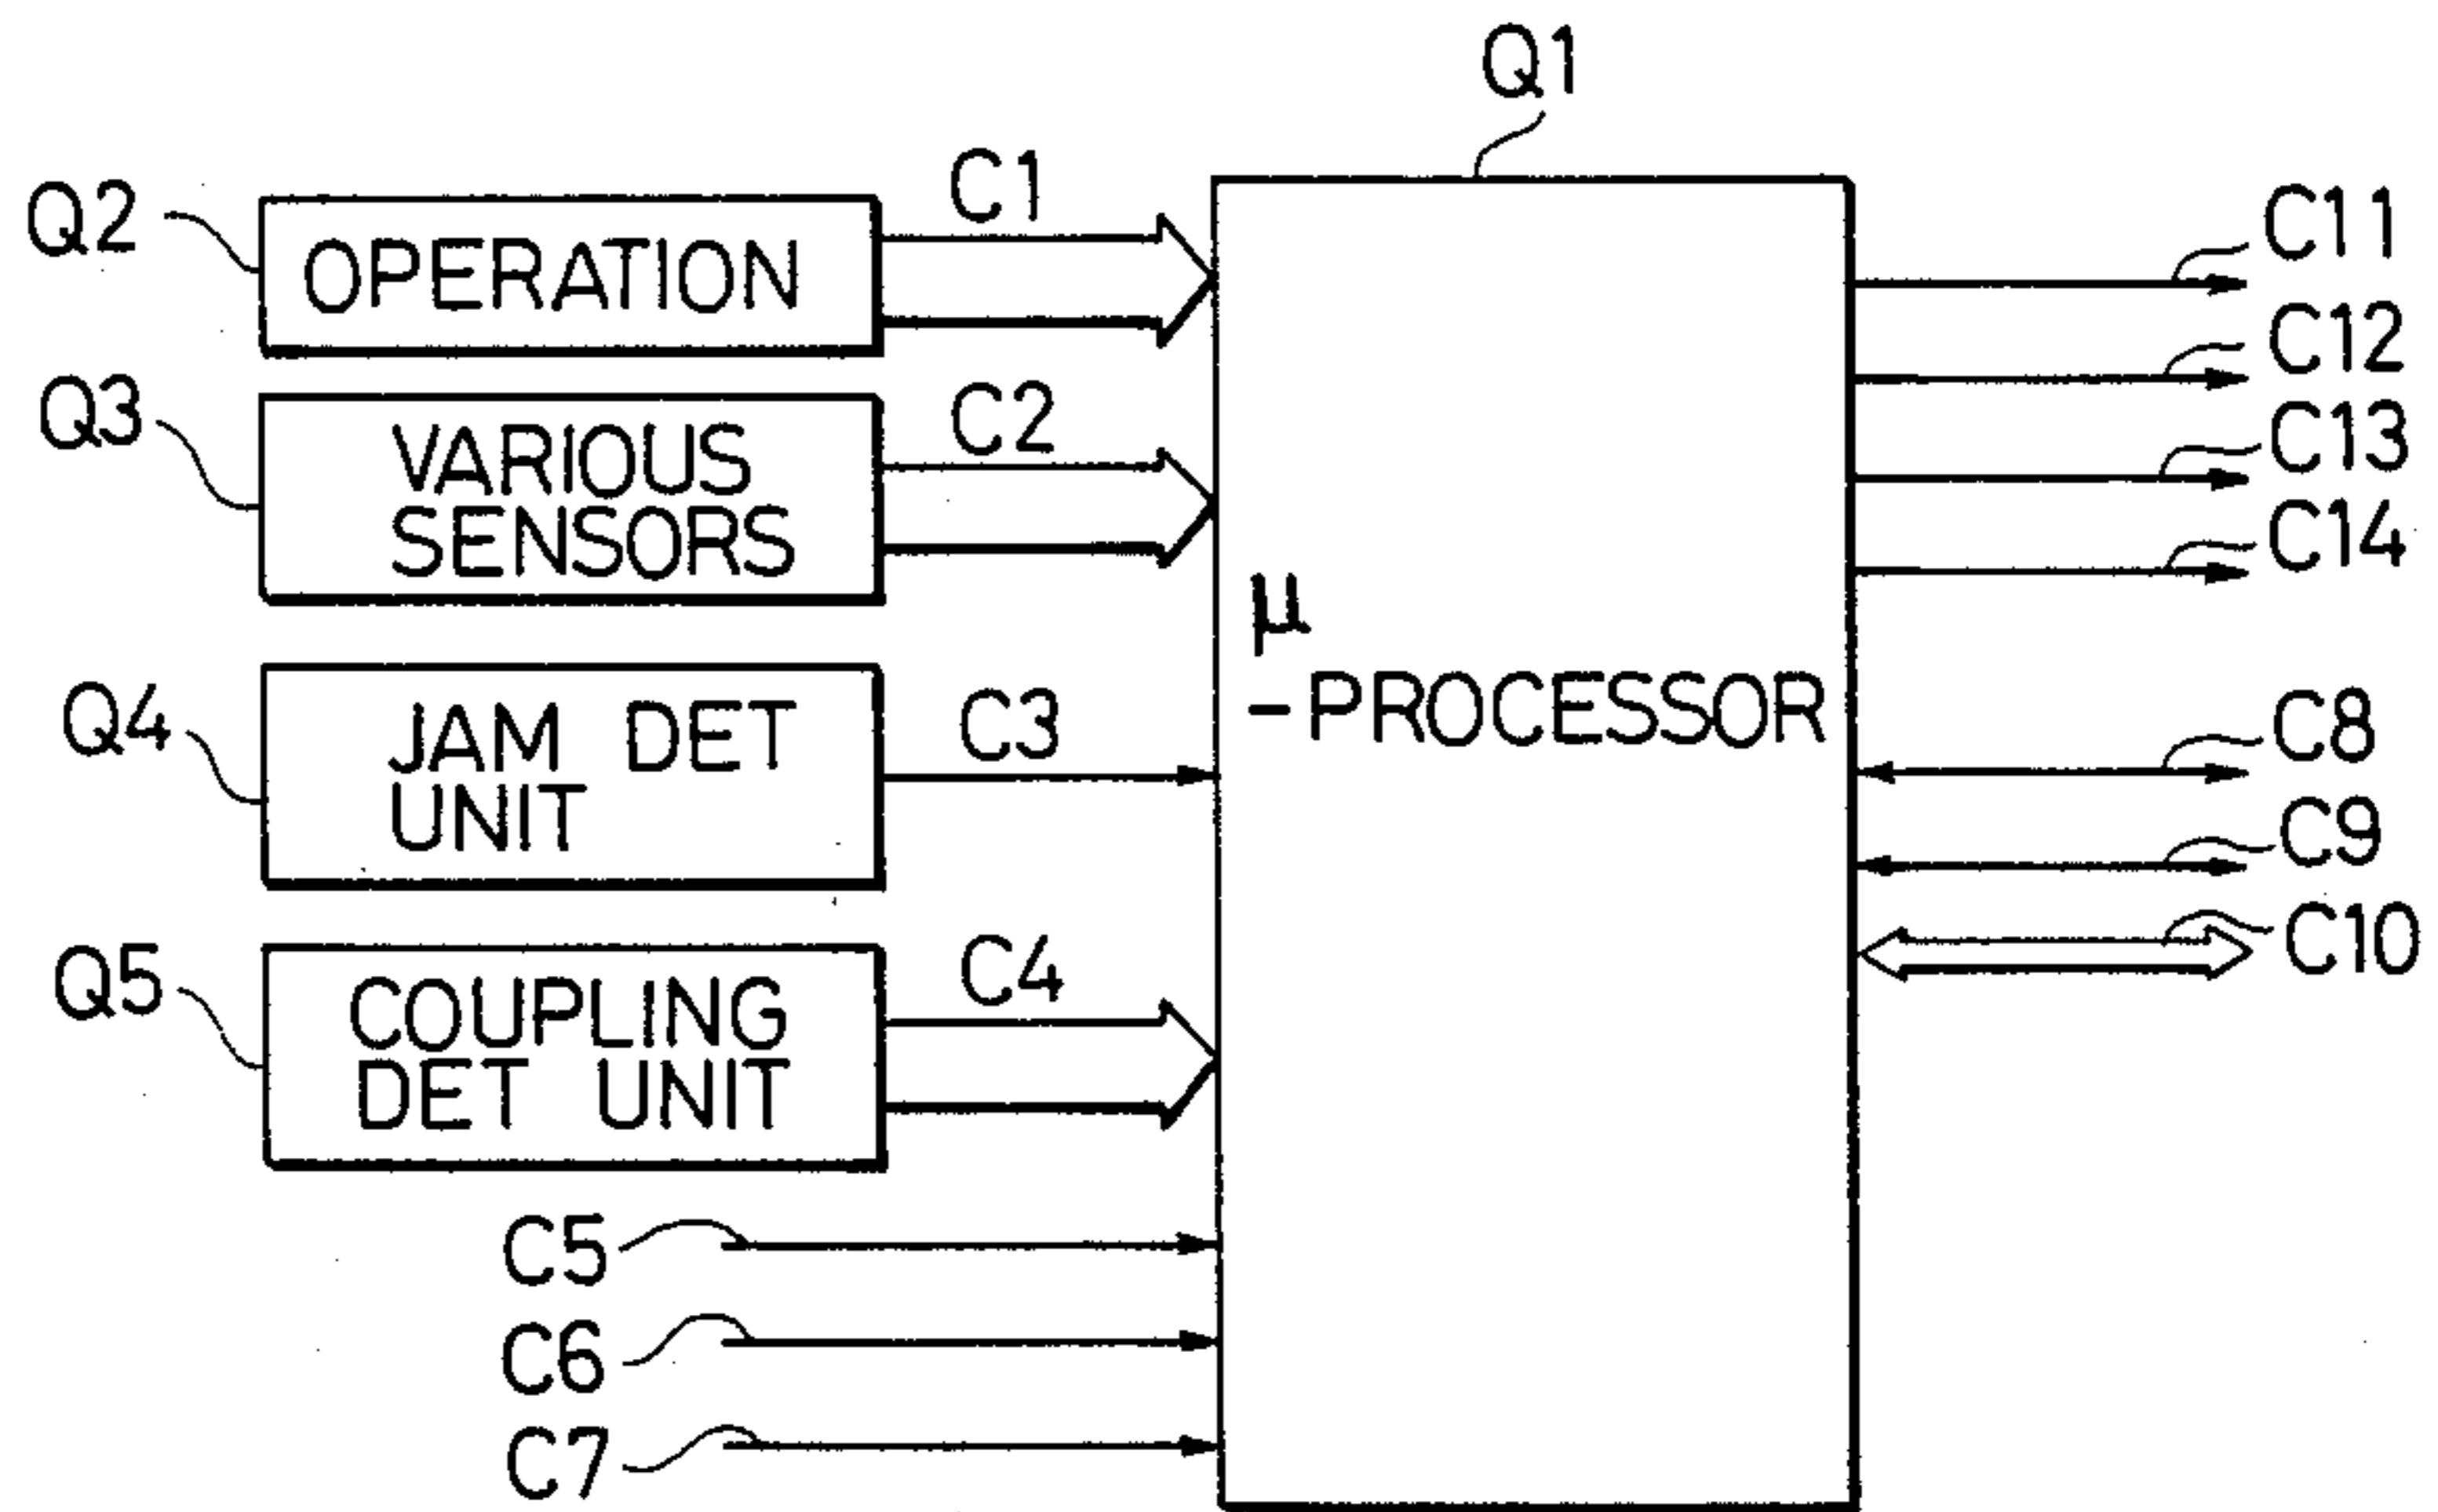 Q1
Q2
OPERATION
C1
C11
C12
Q3
VARIOUS
SENSORS
C2
C13
C14
μ
-PROCESSOR
Q4
JAM DET
UNIT
C3
C8
C9
Q5
COUPLING
DET UNIT
C4
C10
C5
C6
C7